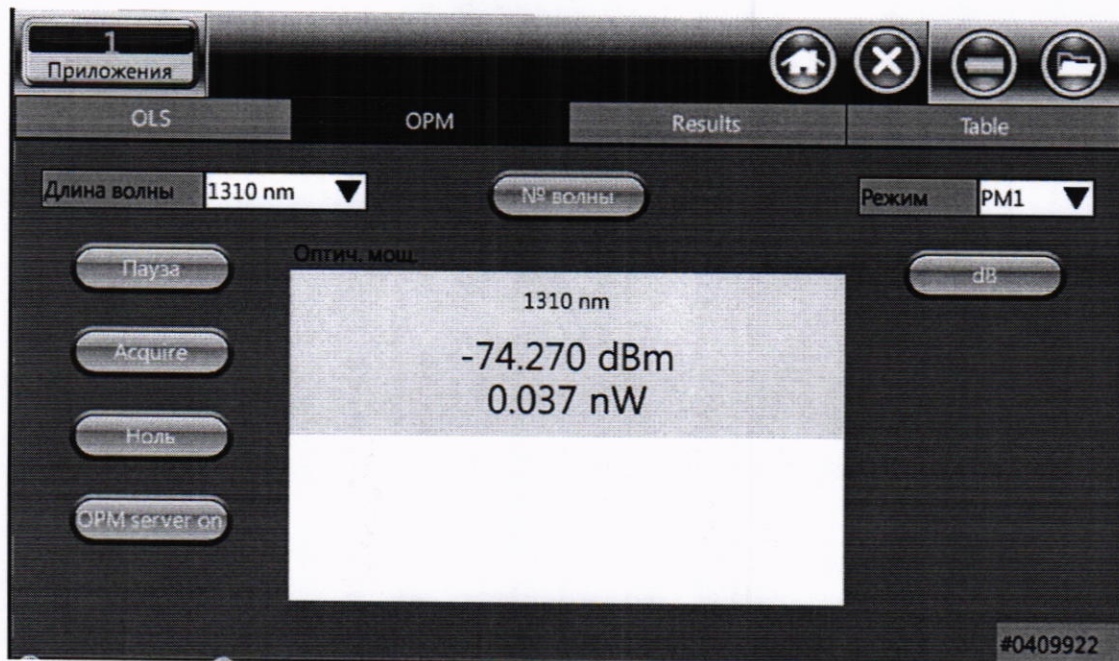 1
Приложения
OLS
OPM
Results
Table
Длина волны
1310 nm
№ волны
Режим
PM1
Пауза
Оптич. мощ.
dB
1310 nm
Acquire
-74.270 dBm
0.037 nW
Ноль
OPM server on
#0409922